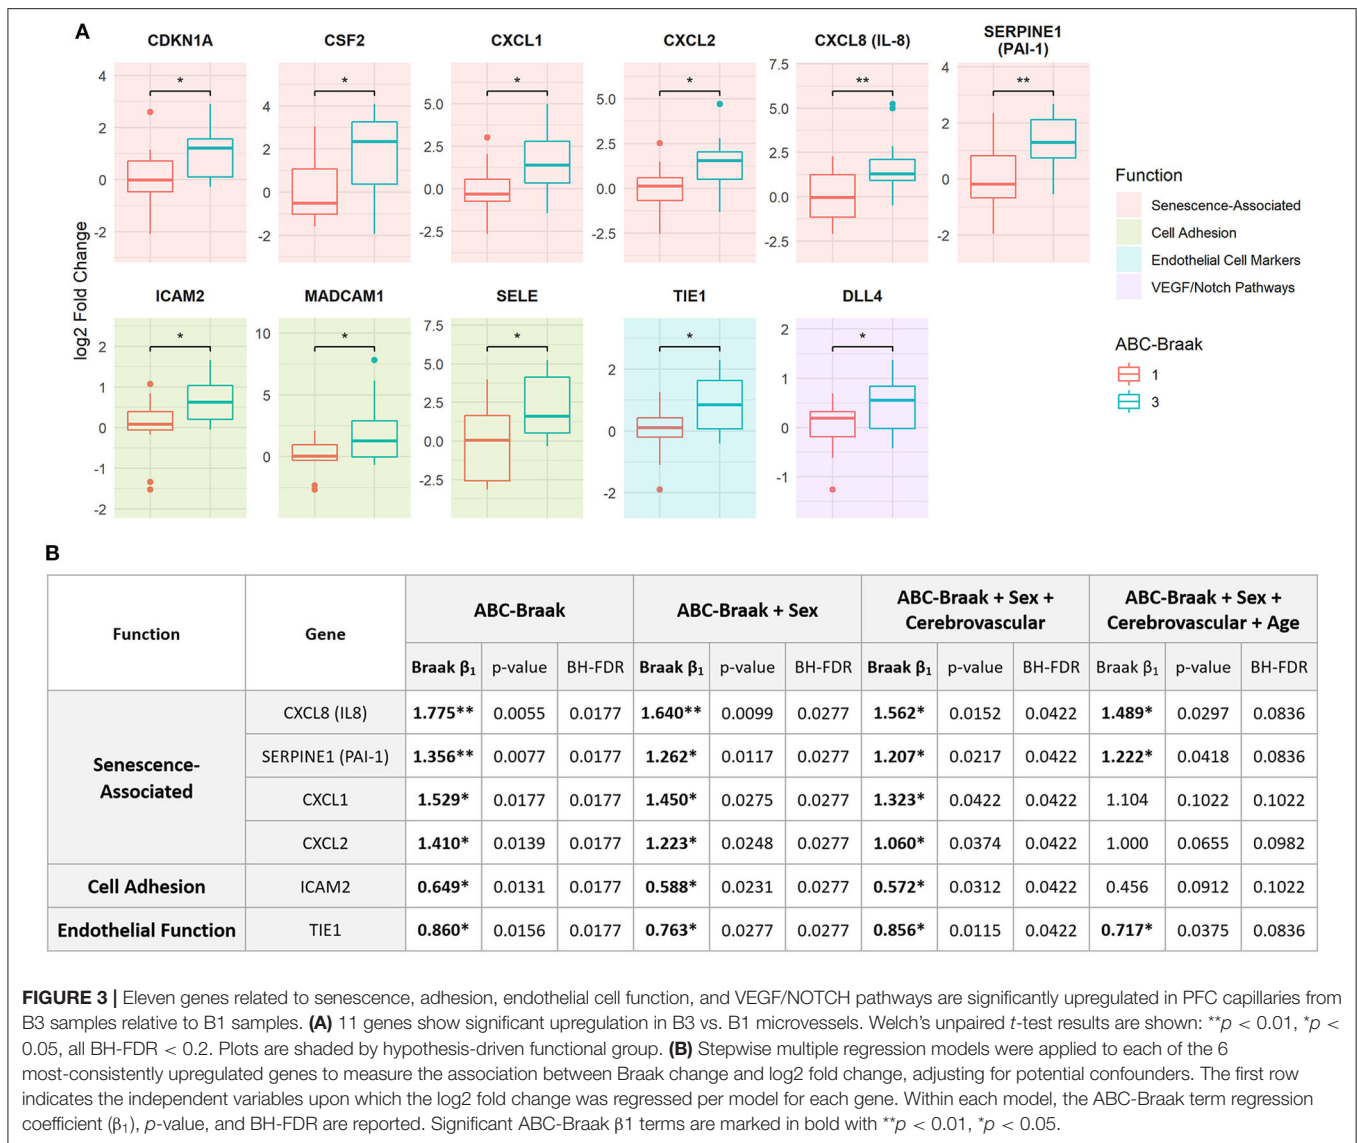 A
log2 Fold Change
CDKN1A
*
4
2
0
-2
CSF2
*
4
2
0
-2
CXCL1
*
5.0
2.5
0.0
-2.5
CXCL2
*
5.0
2.5
0.0
-2.5
CXCL8 (IL-8)
**
7.5
5.0
2.5
0.0
-2.5
SERPINE1
(PAI-1)
**
4
2
0
-2
ICAM2
*
2
1
0
-1
-2
MADCAM1
*
10
5
0
SELE
*
7.5
5.0
2.5
0.0
-2.5
TIE1
*
2
0
-2
DLL4
*
2
1
0
-1
Function
Senescence-Associated
Cell Adhesion
Endothelial Cell Markers
VEGF/Notch Pathways
ABC-Braak
1
3
B
Function Gene ABC-Braak ABC-Braak + Sex ABC-Braak + Sex + Cerebrovascular ABC-Braak + Sex + Cerebrovascular + Age
Braak β₁ p-value BH-FDR Braak β₁ p-value BH-FDR Braak β₁ p-value BH-FDR Braak β₁ p-value BH-FDR
Senescence-Associated
CXCL8 (IL8) 1.775** 0.0055 0.0177 1.640** 0.0099 0.0277 1.562* 0.0152 0.0422 1.489* 0.0297 0.0836
SERPINE1 (PAI-1) 1.356** 0.0077 0.0177 1.262* 0.0117 0.0277 1.207* 0.0217 0.0422 1.222* 0.0418 0.0836
CXCL1 1.529* 0.0177 0.0177 1.450* 0.0275 0.0277 1.323* 0.0422 0.0422 1.104 0.1022 0.1022
CXCL2 1.410* 0.0139 0.0177 1.223* 0.0248 0.0277 1.060* 0.0374 0.0422 1.000 0.0655 0.0982
Cell Adhesion ICAM2 0.649* 0.0131 0.0177 0.588* 0.0231 0.0277 0.572* 0.0312 0.0422 0.456 0.0912 0.1022
Endothelial Function TIE1 0.860* 0.0156 0.0177 0.763* 0.0277 0.0277 0.856* 0.0115 0.0422 0.717* 0.0375 0.0836
FIGURE 3 | Eleven genes related to senescence, adhesion, endothelial cell function, and VEGF/NOTCH pathways are significantly upregulated in PFC capillaries from
B3 samples relative to B1 samples. (A) 11 genes show significant upregulation in B3 vs. B1 microvessels. Welch's unpaired t-test results are shown: **p < 0.01, *p <
0.05, all BH-FDR < 0.2. Plots are shaded by hypothesis-driven functional group. (B) Stepwise multiple regression models were applied to each of the 6
most-consistently upregulated genes to measure the association between Braak change and log2 fold change, adjusting for potential confounders. The first row
indicates the independent variables upon which the log2 fold change was regressed per model for each gene. Within each model, the ABC-Braak term regression
coefficient (β₁), p-value, and BH-FDR are reported. Significant ABC-Braak β1 terms are marked in bold with **p < 0.01, *p < 0.05.